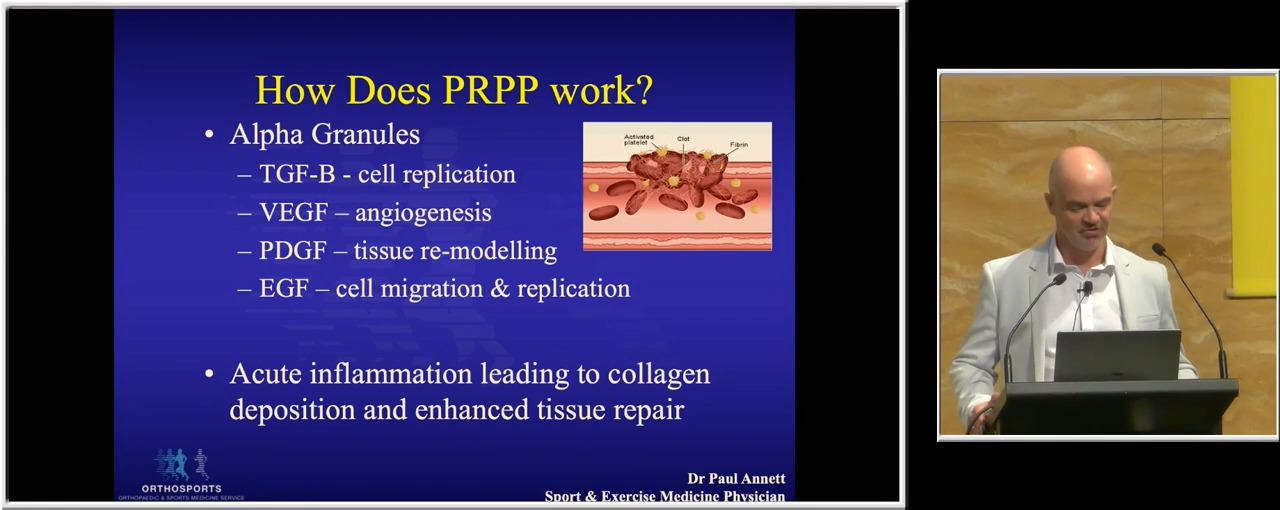 How Does PRPP work?
• Alpha Granules
– TGF-B - cell replication
– VEGF – angiogenesis
– PDGF – tissue re-modelling
– EGF – cell migration & replication
Activated
platelet
Clot
Fibrin
• Acute inflammation leading to collagen
deposition and enhanced tissue repair
ORTHOSPORTS
ORTHOPAEDIC & SPORTS MEDICINE SERVICE
Dr Paul Annett
Sport & Exercise Medicine Physician